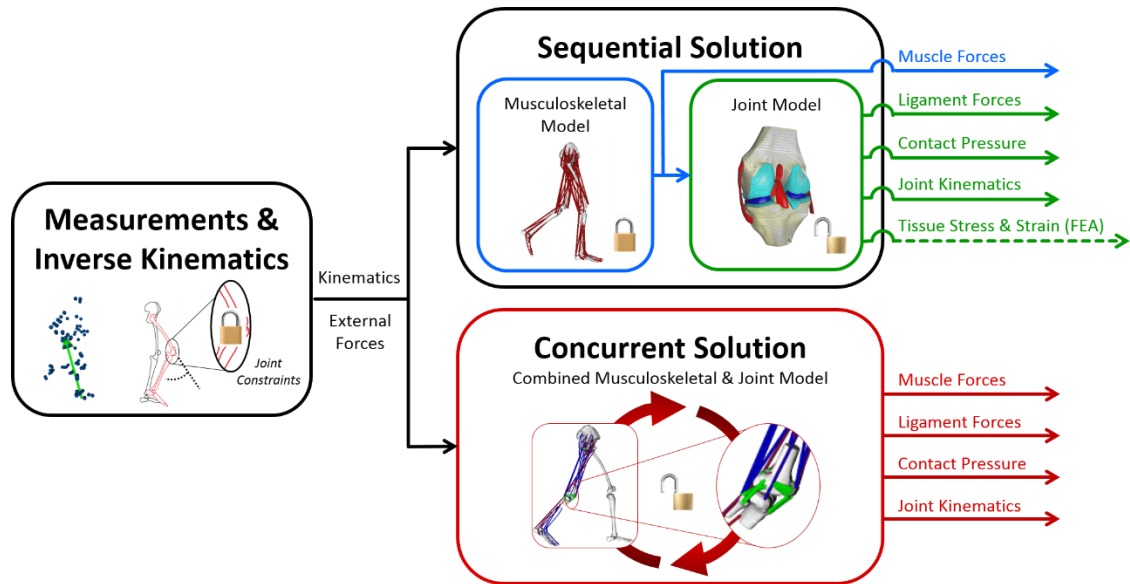 Measurements &
Inverse Kinematics
Joint
Constraints
Kinematics
External
Forces
Sequential Solution
Musculoskeletal
Model
Joint Model
Muscle Forces
Ligament Forces
Contact Pressure
Joint Kinematics
Tissue Stress & Strain (FEA)
Concurrent Solution
Combined Musculoskeletal & Joint Model
Muscle Forces
Ligament Forces
Contact Pressure
Joint Kinematics